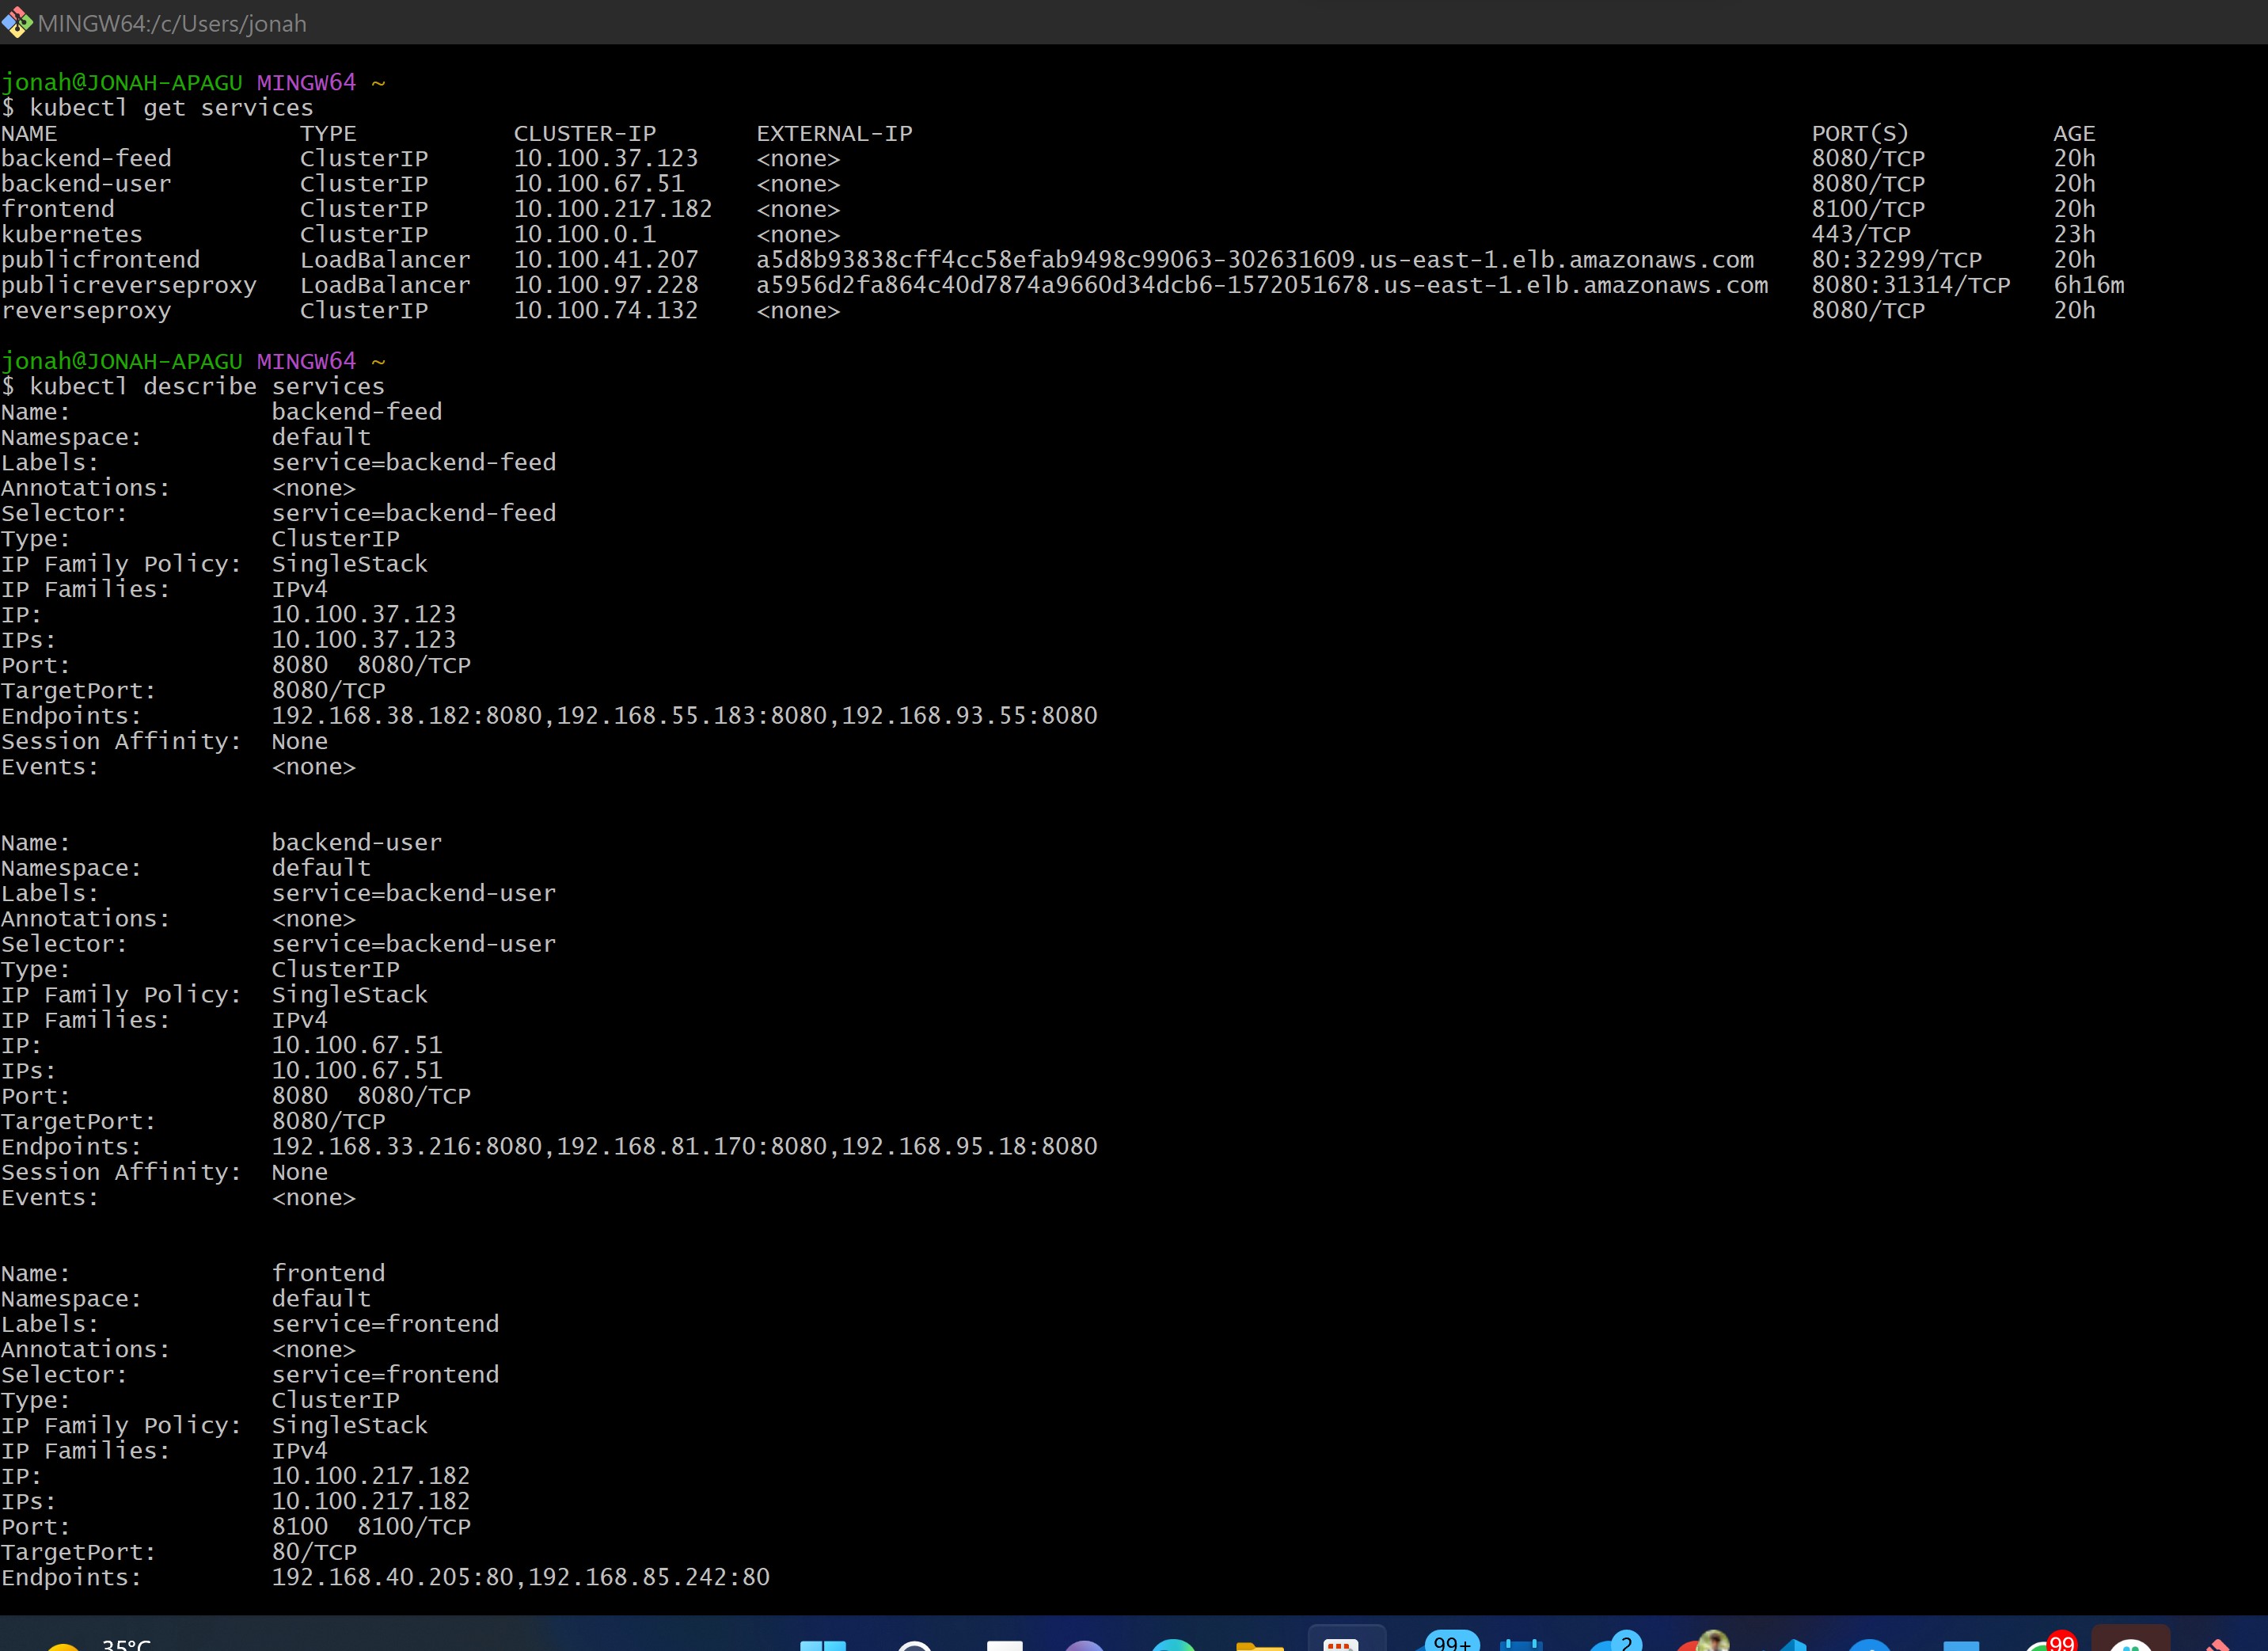 MINGW64:/c/Users/jonah
jonah@JONAH-APAGU MINGW64 ~
$ kubectl get services
NAME TYPE CLUSTER-IP EXTERNAL-IP PORT(S) AGE
backend-feed ClusterIP 10.100.37.123 <none> 8080/TCP 20h
backend-user ClusterIP 10.100.67.51 <none> 8080/TCP 20h
frontend ClusterIP 10.100.217.182 <none> 8100/TCP 20h
kubernetes ClusterIP 10.100.0.1 <none> 443/TCP 23h
publicfrontend LoadBalancer 10.100.41.207 a5d8b93838cff4cc58efab9498c99063-302631609.us-east-1.elb.amazonaws.com 80:32299/TCP 20h
publicreverseproxy LoadBalancer 10.100.97.228 a5956d2fa864c40d7874a9660d34dcb6-1572051678.us-east-1.elb.amazonaws.com 8080:31314/TCP 6h16m
reverseproxy ClusterIP 10.100.74.132 <none> 8080/TCP 20h
jonah@JONAH-APAGU MINGW64 ~
$ kubectl describe services
Name: backend-feed
Namespace: default
Labels: service=backend-feed
Annotations: <none>
Selector: service=backend-feed
Type: ClusterIP
IP Family Policy: SingleStack
IP Families: IPv4
IP: 10.100.37.123
IPs: 10.100.37.123
Port: 8080 8080/TCP
TargetPort: 8080/TCP
Endpoints: 192.168.38.182:8080,192.168.55.183:8080,192.168.93.55:8080
Session Affinity: None
Events: <none>
Name: backend-user
Namespace: default
Labels: service=backend-user
Annotations: <none>
Selector: service=backend-user
Type: ClusterIP
IP Family Policy: SingleStack
IP Families: IPv4
IP: 10.100.67.51
IPs: 10.100.67.51
Port: 8080 8080/TCP
TargetPort: 8080/TCP
Endpoints: 192.168.33.216:8080,192.168.81.170:8080,192.168.95.18:8080
Session Affinity: None
Events: <none>
Name: frontend
Namespace: default
Labels: service=frontend
Annotations: <none>
Selector: service=frontend
Type: ClusterIP
IP Family Policy: SingleStack
IP Families: IPv4
IP: 10.100.217.182
IPs: 10.100.217.182
Port: 8100 8100/TCP
TargetPort: 80/TCP
Endpoints: 192.168.40.205:80,192.168.85.242:80
35°C 99+ 2 99